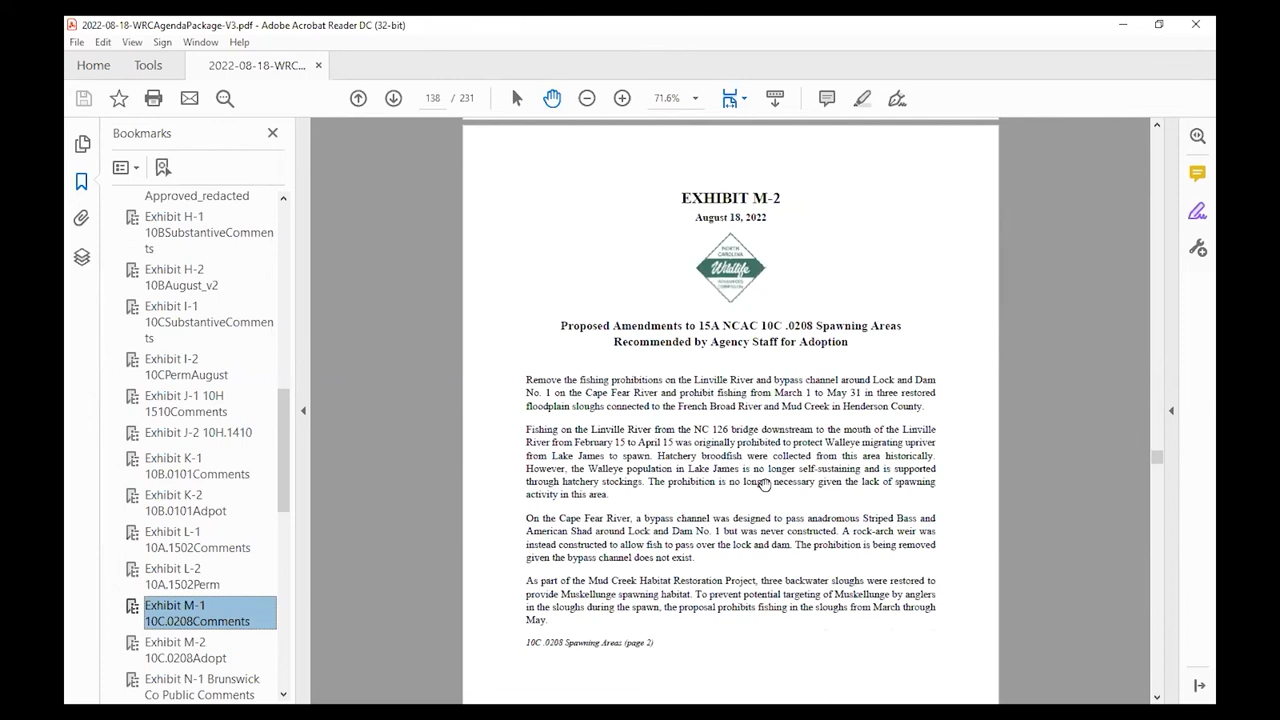 2022-08-18-WRCAgendaPackage-V3.pdf - Adobe Acrobat Reader DC (32-bit)
File Edit View Sign Window Help
Home Tools 2022-08-18-WRC... ×
138 / 231 71.6%
Bookmarks
Approved_redacted
Exhibit H-1
10BSubstantiveCommen
ts
Exhibit H-2
10BAugust_v2
Exhibit I-1
10CSubstantiveCommen
ts
Exhibit I-2
10CPermAugust
Exhibit J-1 10H
1510Comments
Exhibit J-2 10H.1410
Exhibit K-1
10B.0101Comments
Exhibit K-2
10B.0101Adpot
Exhibit L-1
10A.1502Comments
Exhibit L-2
10A.1502Perm
Exhibit M-1
10C.0208Comments
Exhibit M-2
10C.0208Adopt
Exhibit N-1 Brunswick
Co Public Comments
EXHIBIT M-2
August 18, 2022
NORTH
CAROLINA
Wildlife
RESOURCES
COMMISSION
Proposed Amendments to 15A NCAC 10C .0208 Spawning Areas
Recommended by Agency Staff for Adoption
Remove the fishing prohibitions on the Linville River and bypass channel around Lock and Dam
No. 1 on the Cape Fear River and prohibit fishing from March 1 to May 31 in three restored
floodplain sloughs connected to the French Broad River and Mud Creek in Henderson County.
Fishing on the Linville River from the NC 126 bridge downstream to the mouth of the Linville
River from February 15 to April 15 was originally prohibited to protect Walleye migrating upriver
from Lake James to spawn. Hatchery broodfish were collected from this area historically.
However, the Walleye population in Lake James is no longer self-sustaining and is supported
through hatchery stockings. The prohibition is no longer necessary given the lack of spawning
activity in this area.
On the Cape Fear River, a bypass channel was designed to pass anadromous Striped Bass and
American Shad around Lock and Dam No. 1 but was never constructed. A rock-arch weir was
instead constructed to allow fish to pass over the lock and dam. The prohibition is being removed
given the bypass channel does not exist.
As part of the Mud Creek Habitat Restoration Project, three backwater sloughs were restored to
provide Muskellunge spawning habitat. To prevent potential targeting of Muskellunge by anglers
in the sloughs during the spawn, the proposal prohibits fishing in the sloughs from March through
May.
10C .0208 Spawning Areas (page 2)